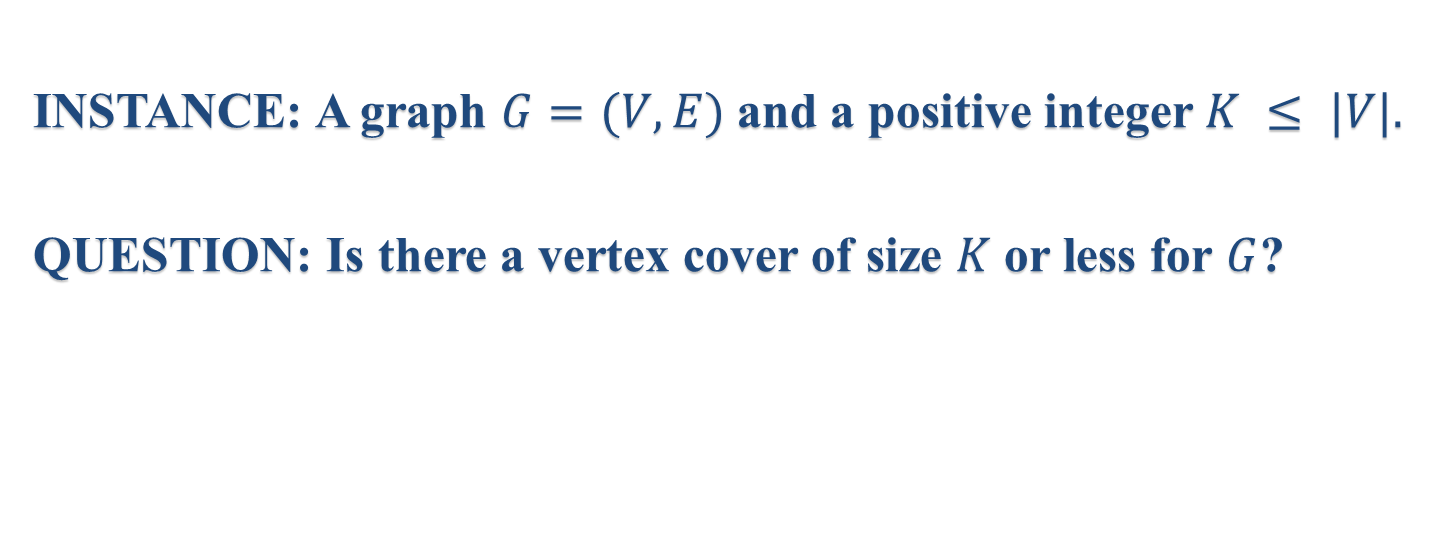 INSTANCE: A graph 𝐺 = (𝑉, 𝐸) and a positive integer 𝐾 ≤ |𝑉|.
QUESTION: Is there a vertex cover of size 𝐾 or less for 𝐺?